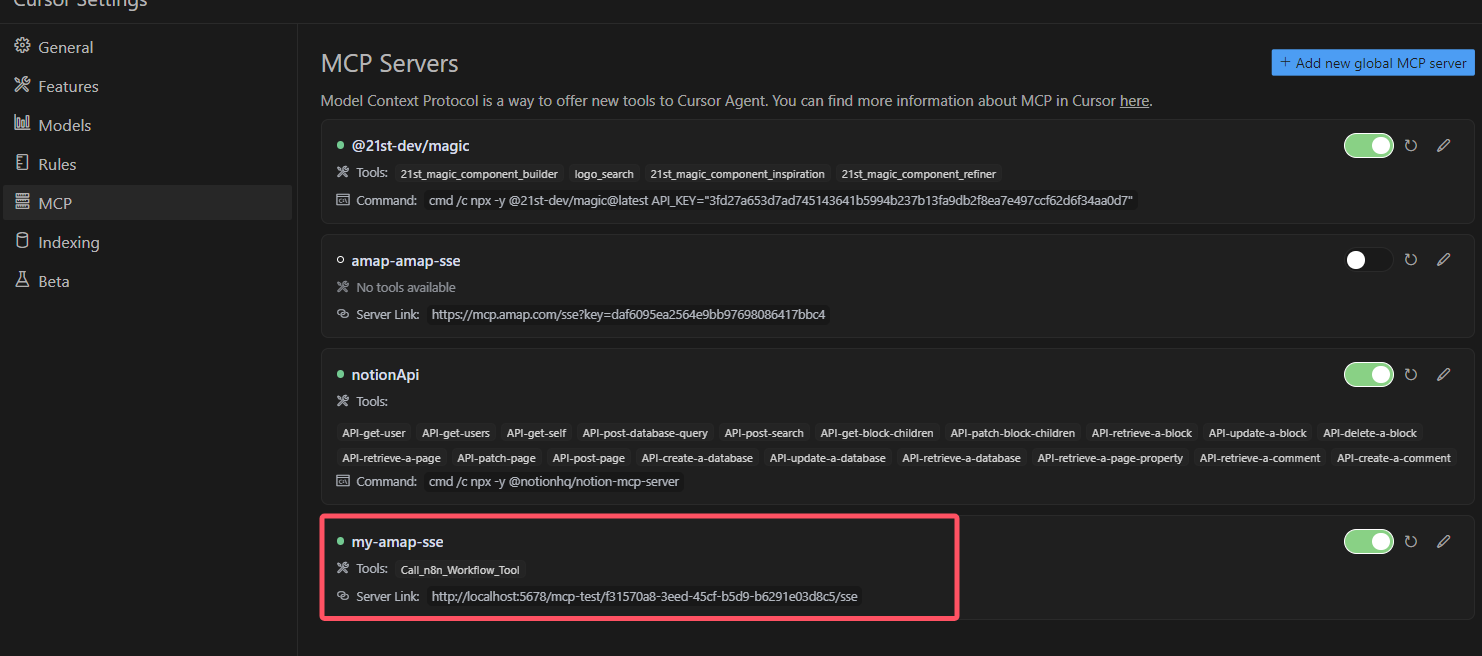 Cursor Settings
General
Features
Models
Rules
MCP
Indexing
Beta
MCP Servers
+ Add new global MCP server
Model Context Protocol is a way to offer new tools to Cursor Agent. You can find more information about MCP in Cursor here.
@21st-dev/magic
Tools: 21st_magic_component_builder logo_search 21st_magic_component_inspiration 21st_magic_component_refiner
Command: cmd /c npx -y @21st-dev/magic@latest API_KEY="3fd27a653d7ad745143641b5994b237b13fa9db2f8ea7e497ccf62d6f34aa0d7"
amap-amap-sse
No tools available
Server Link: https://mcp.amap.com/sse?key=daf6095ea2564e9bb97698086417bbc4
notionApi
Tools:
API-get-user API-get-users API-get-self API-post-database-query API-post-search API-get-block-children API-patch-block-children API-retrieve-a-block API-update-a-block API-delete-a-block
API-retrieve-a-page API-patch-page API-post-page API-create-a-database API-update-a-database API-retrieve-a-database API-retrieve-a-page-property API-retrieve-a-comment API-create-a-comment
Command: cmd /c npx -y @notionhq/notion-mcp-server
my-amap-sse
Tools: Call_n8n_Workflow_Tool
Server Link: http://localhost:5678/mcp-test/f31570a8-3eed-45cf-b5d9-b6291e03d8c5/sse